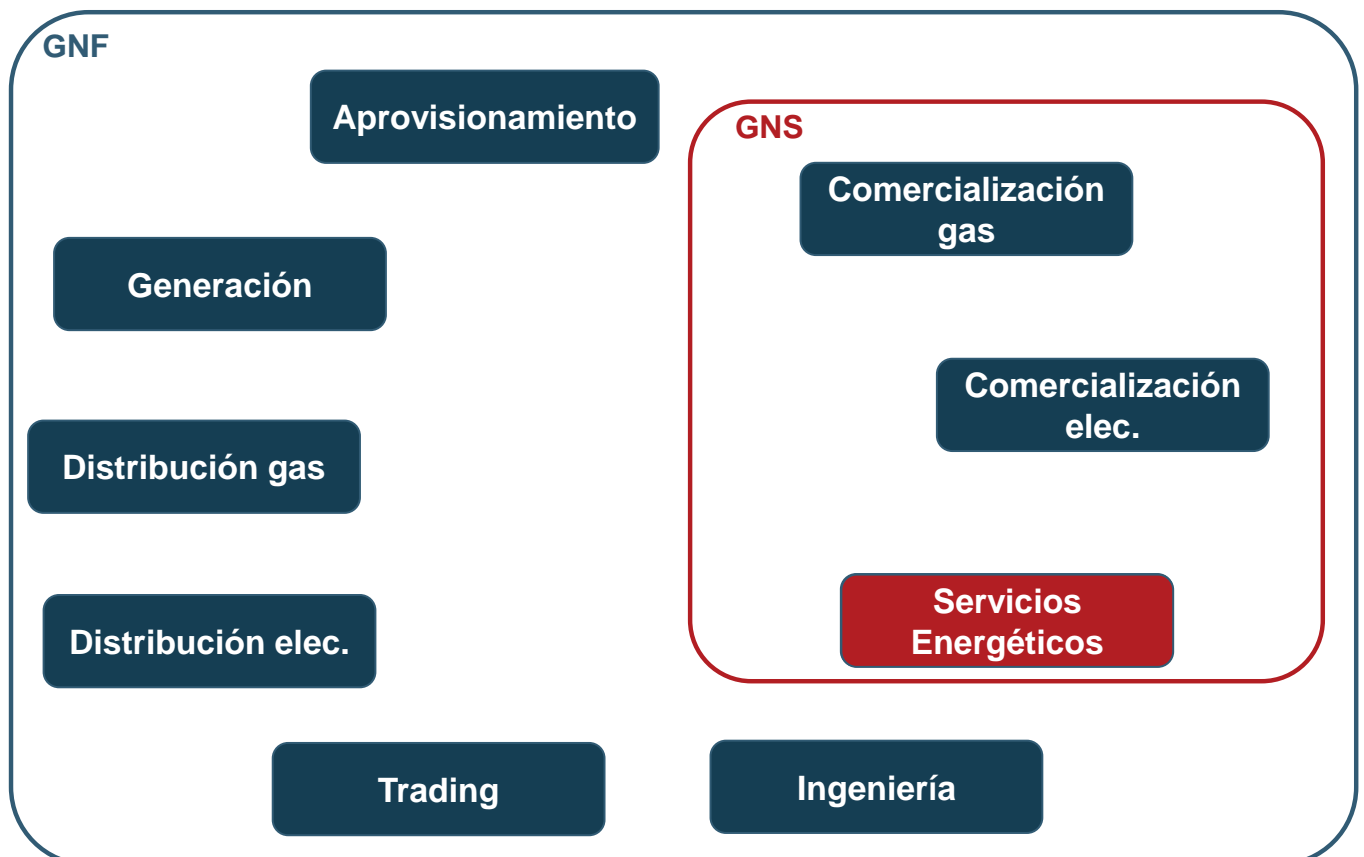 GNF
Aprovisionamiento
GNS
Comercialización
gas
Generación
Comercialización
elec.
Distribución gas
Servicios
Energéticos
Distribución elec.
Trading
Ingeniería